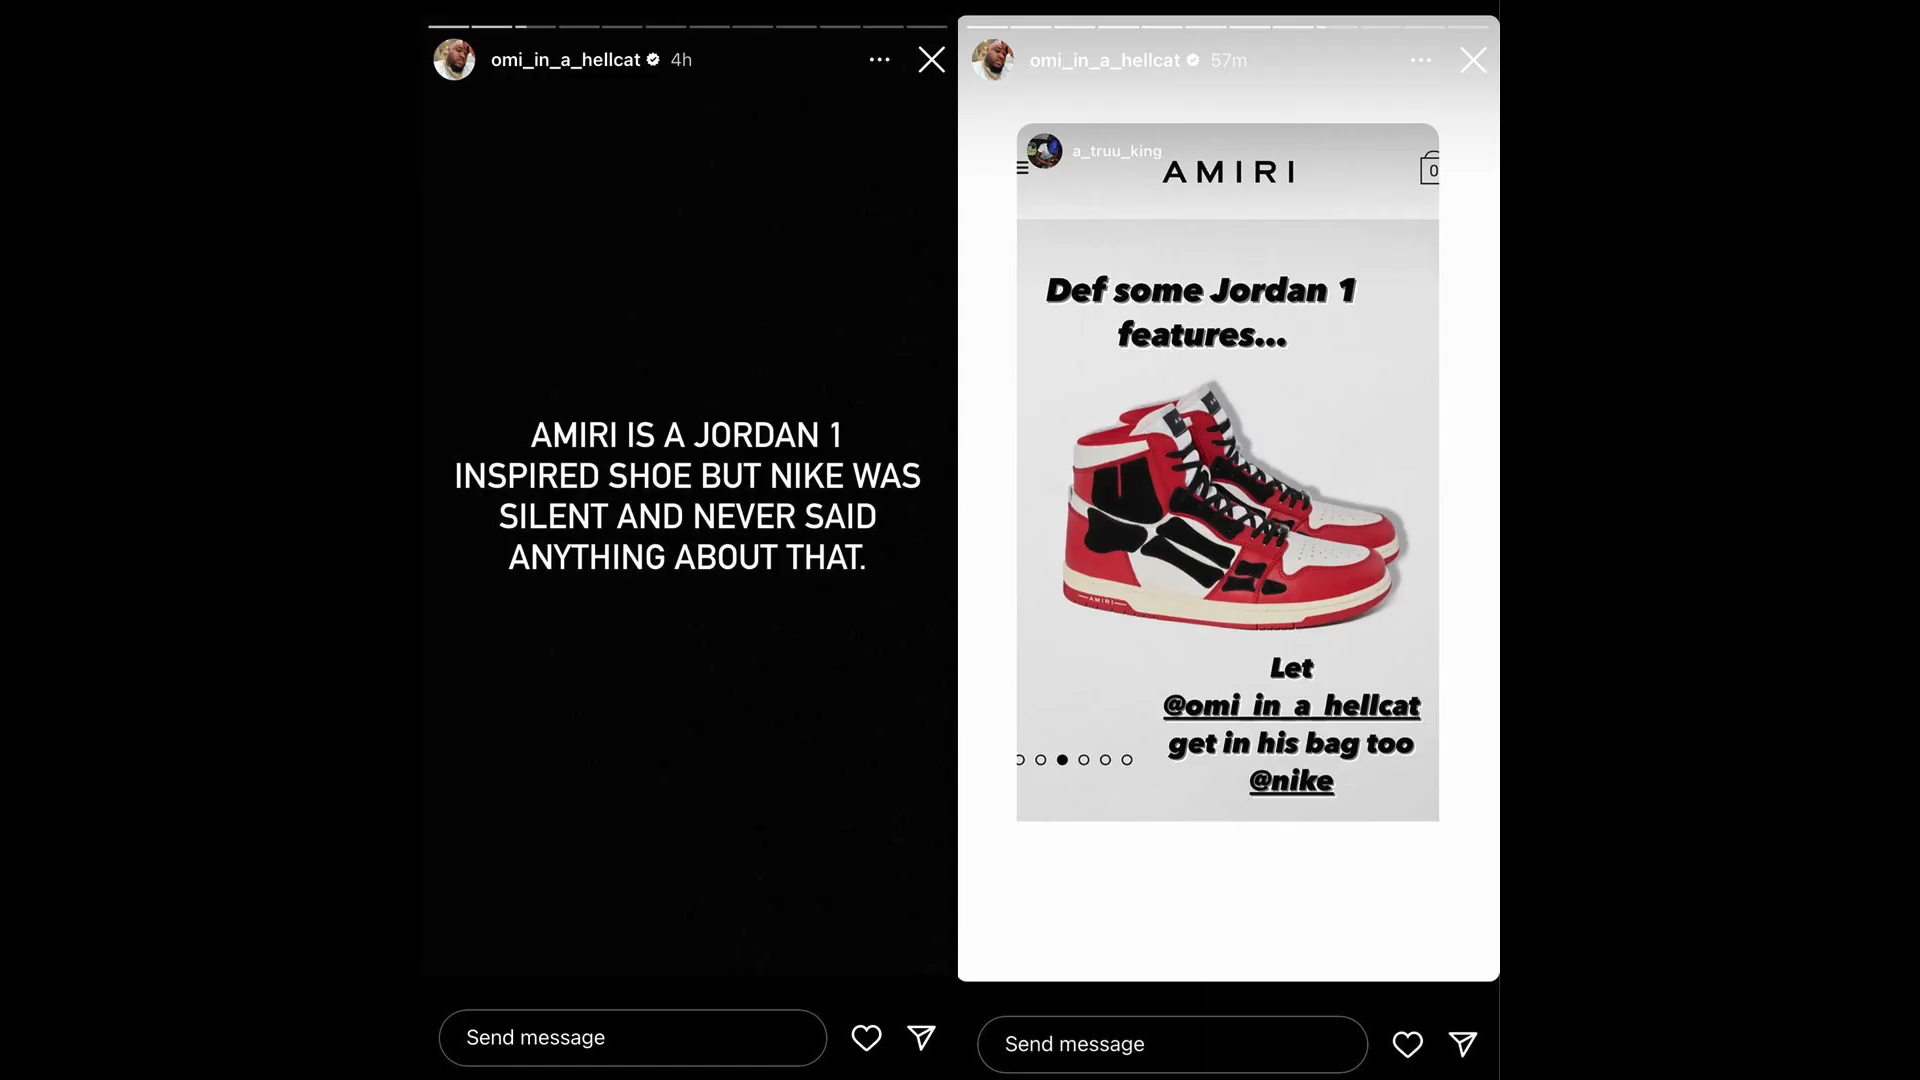 omi_in_a_hellcat 4h
AMIRI IS A JORDAN 1
INSPIRED SHOE BUT NIKE WAS
SILENT AND NEVER SAID
ANYTHING ABOUT THAT.
Send message
omi_in_a_hellcat 57m
a_truu_king
AMIRI
0
Def some Jordan 1
features...
AMIRI
Let
@omi_in_a_hellcat
get in his bag too
@nike
Send message